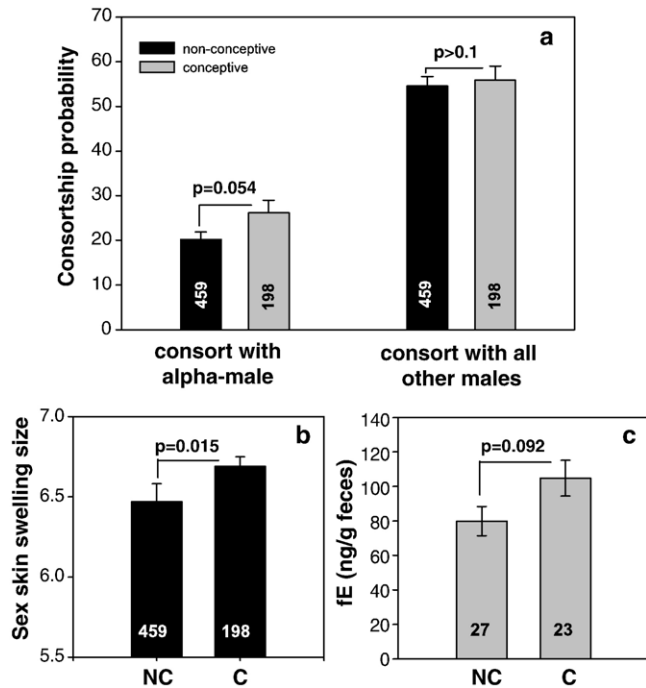 70
60
50
40
30
20
10
0
Consortship probability
non-conceptive
conceptive
a
p=0.054
p>0.1
459
198
459
198
consort with
alpha-male
consort with all
other males
7.0
6.5
6.0
5.5
Sex skin swelling size
b
p=0.015
459
198
NC
C
140
120
100
80
60
40
20
0
fE (ng/g feces)
c
p=0.092
27
23
NC
C